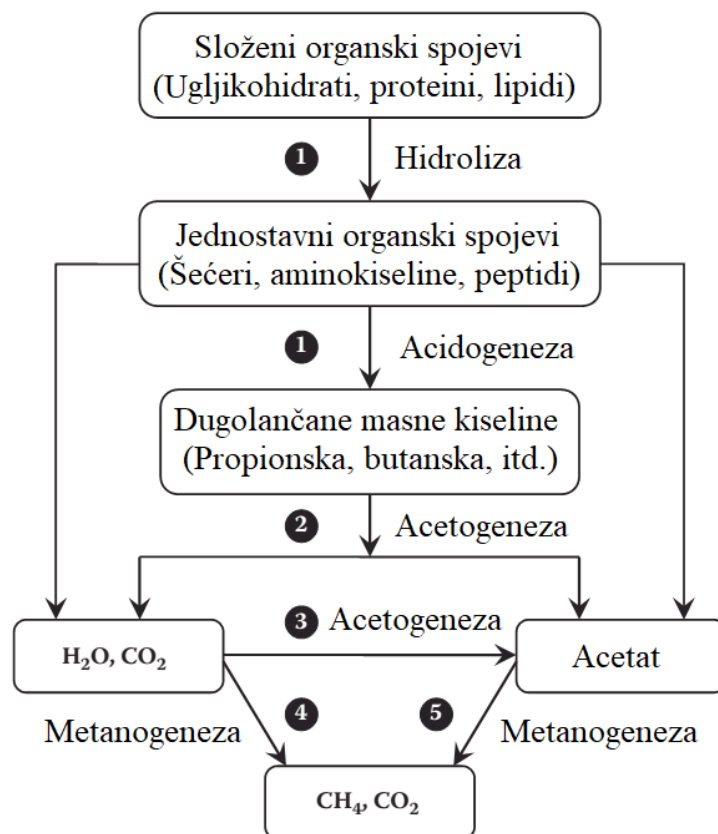 Složeni organski spojevi
(Ugljikohidrati, proteini, lipidi)
1 Hidroliza
Jednostavni organski spojevi
(Šećeri, aminokiseline, peptidi)
1 Acidogeneza
Dugolančane masne kiseline
(Propionska, butanska, itd.)
2 Acetogeneza
3 Acetogeneza
H₂O, CO₂
Acetat
Metanogeneza 4 5 Metanogeneza
CH₄, CO₂